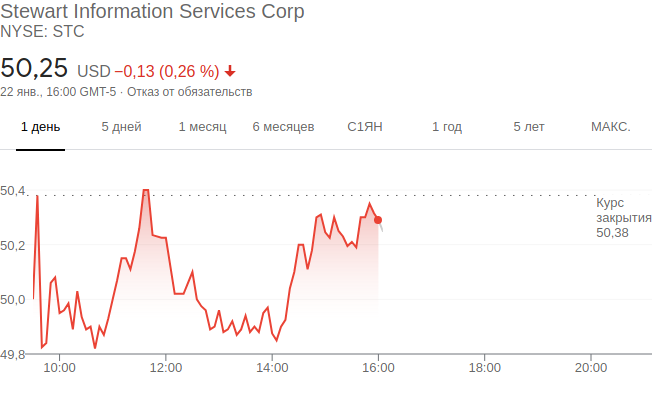 Stewart Information Services Corp
NYSE: STC
50,25 USD −0,13 (0,26 %)
22 янв., 16:00 GMT-5 · Отказ от обязательств
1 день 5 дней 1 месяц 6 месяцев С1ЯН 1 год 5 лет МАКС.
50,4
Курс
закрытия
50,38
50,2
50,0
49,8
10:00 12:00 14:00 16:00 18:00 20:00